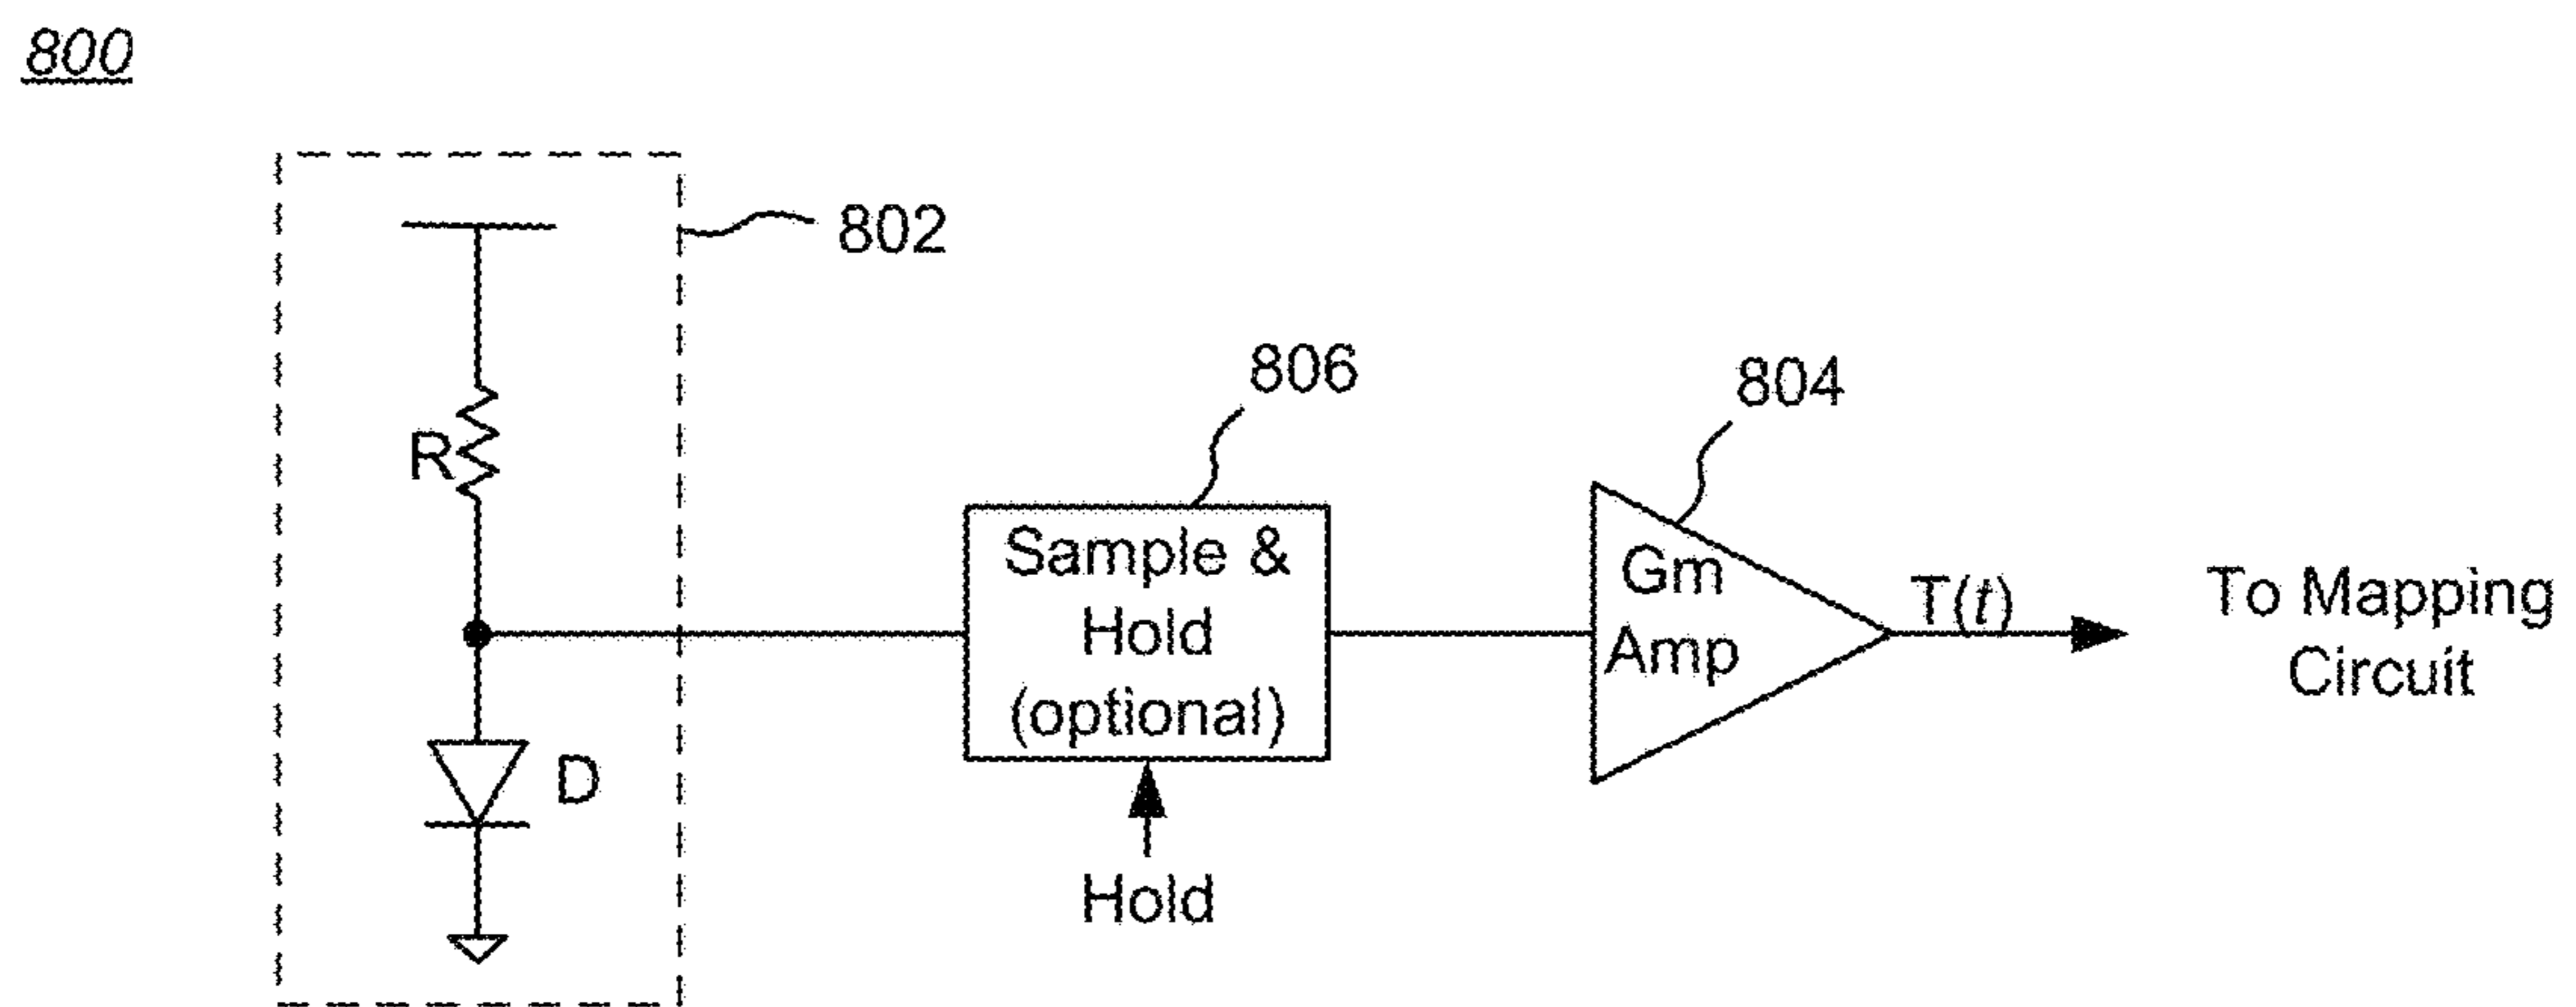 800
802
806
804
R
Sample &
Hold
(optional)
Gm
Amp
T(t)
To Mapping
Circuit
D
Hold